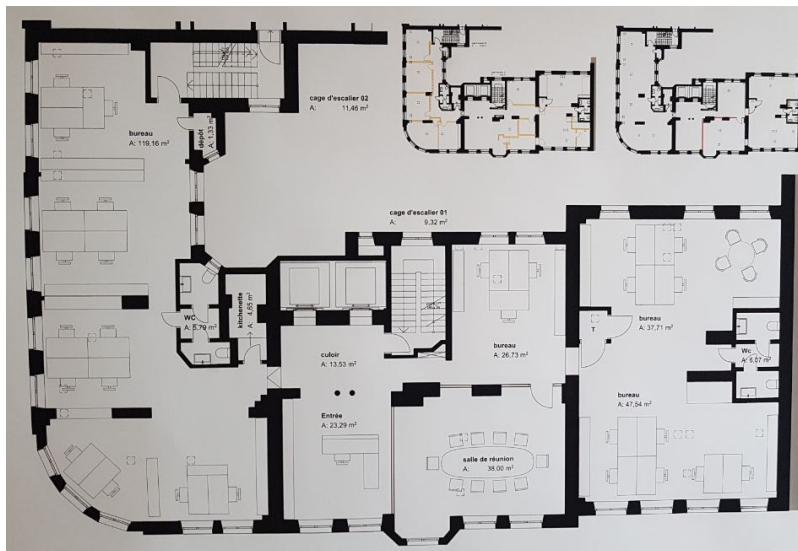 cage d'escalier 02
A: 11,46 m²
bureau
A: 119,16 m²
dépôt
A: 1,33 m²
cage d'escalier 01
A: 9,32 m²
WC
A: 5,79 m²
kitchenette
A: 4,65 m²
culoir
A: 13,53 m²
Entrée
A: 23,29 m²
bureau
A: 26,73 m²
salle de réunion
A: 38,00 m²
T
bureau
A: 37,71 m²
Wc
A: 6,07 m²
bureau
A: 47,54 m²